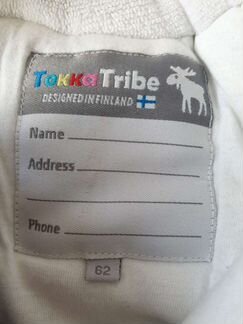 TokkaTribe
DESIGNED IN FINLAND
Name
Address
Phone
62